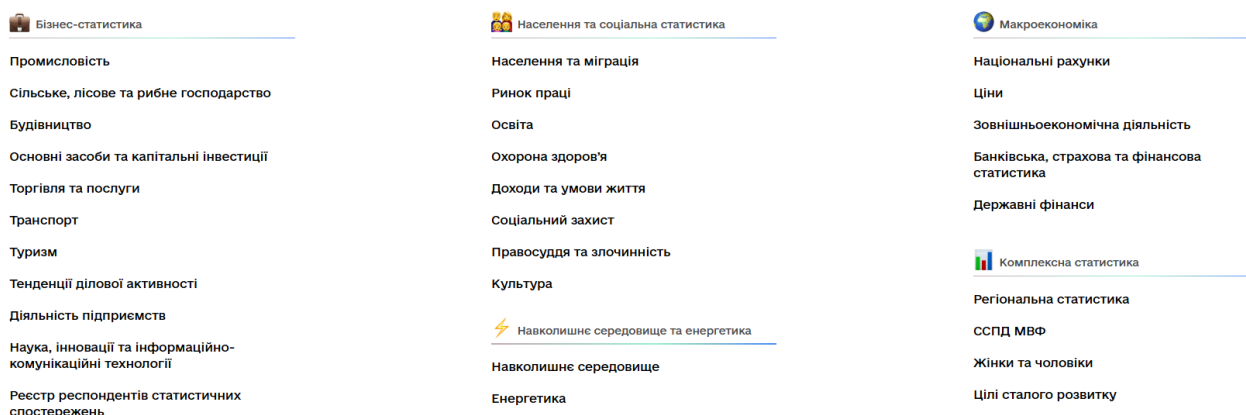 Бізнес-статистика
Промисловість
Сільське, лісове та рибне господарство
Будівництво
Основні засоби та капітальні інвестиції
Торгівля та послуги
Транспорт
Туризм
Тенденції ділової активності
Діяльність підприємств
Наука, інновації та інформаційно-
комунікаційні технології
Реєстр респондентів статистичних
спостережень
Населення та соціальна статистика
Населення та міграція
Ринок праці
Освіта
Охорона здоров'я
Доходи та умови життя
Соціальний захист
Правосуддя та злочинність
Культура
Навколишнє середовище та енергетика
Навколишнє середовище
Енергетика
Макроекономіка
Національні рахунки
Ціни
Зовнішньоекономічна діяльність
Банківська, страхова та фінансова
статистика
Державні фінанси
Комплексна статистика
Регіональна статистика
ССПД МВФ
Жінки та чоловіки
Цілі сталого розвитку